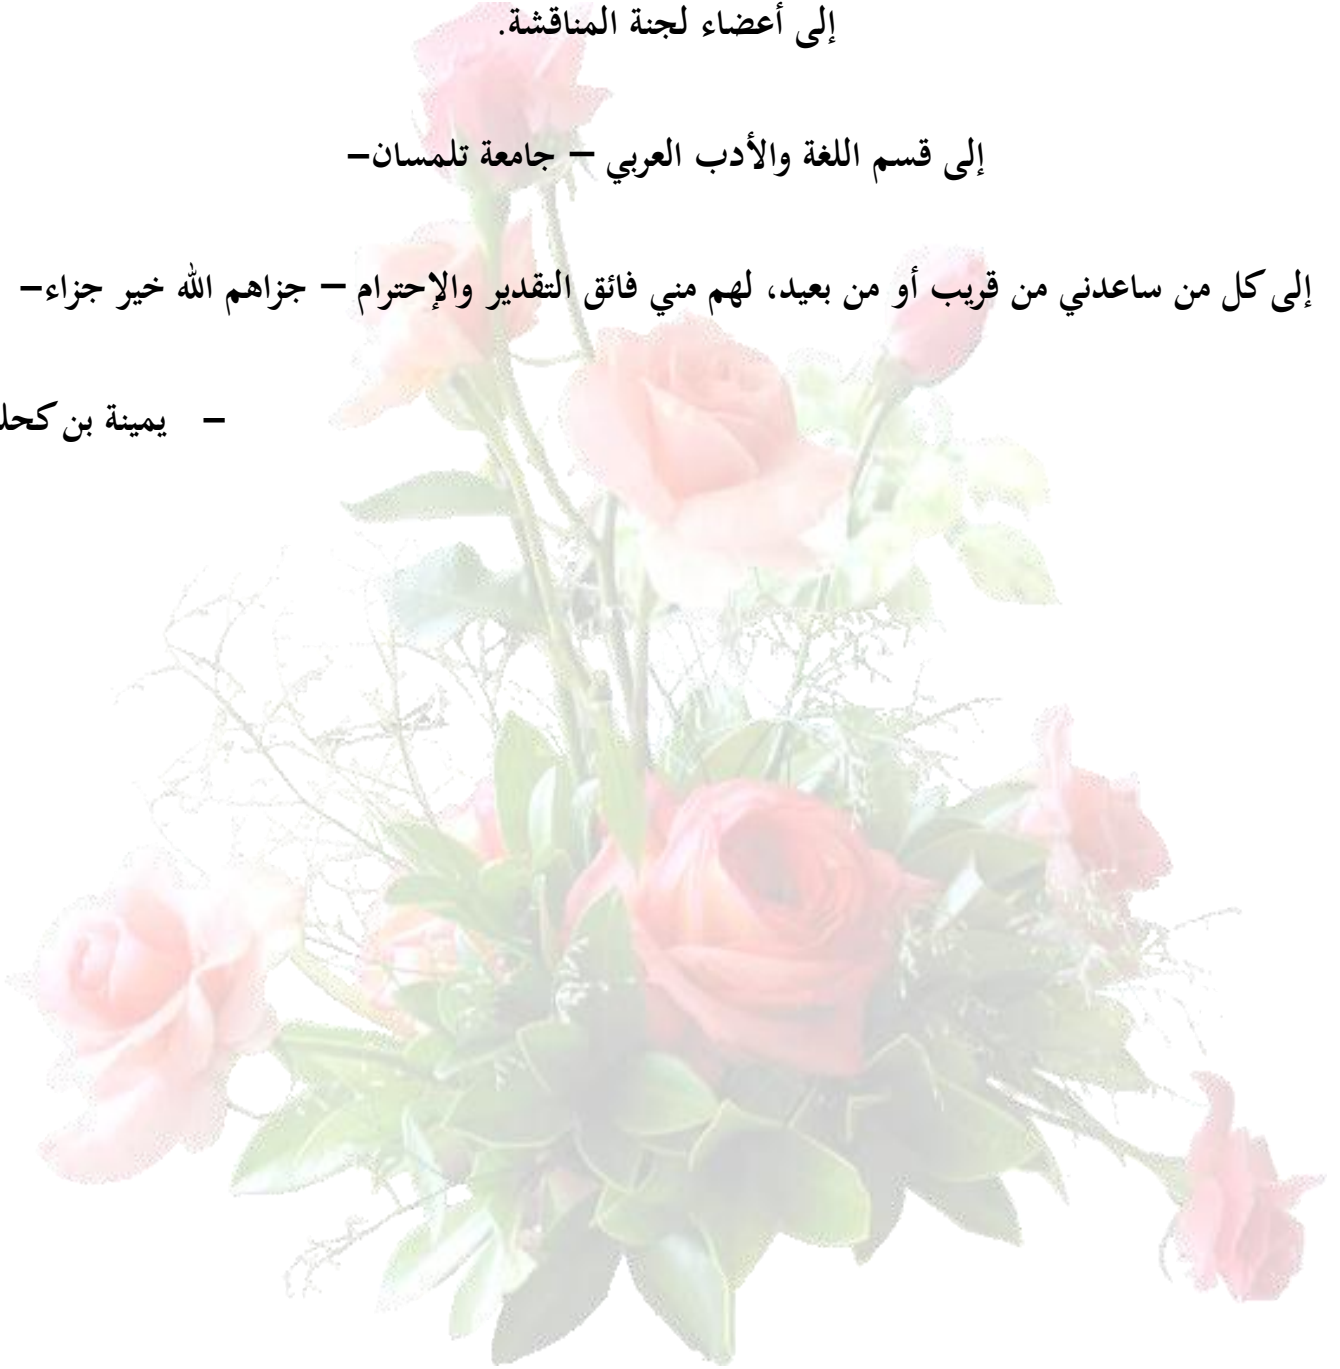 إلى أعضاء لجنة المناقشة.
إلى قسم اللغة والأدب العربي – جامعة تلمسان–
إلى كل من ساعدني من قريب أو من بعيد، لهم مني فائق التقدير والإحترام – جزاهم الله خير جزاء–
– يمينة بن